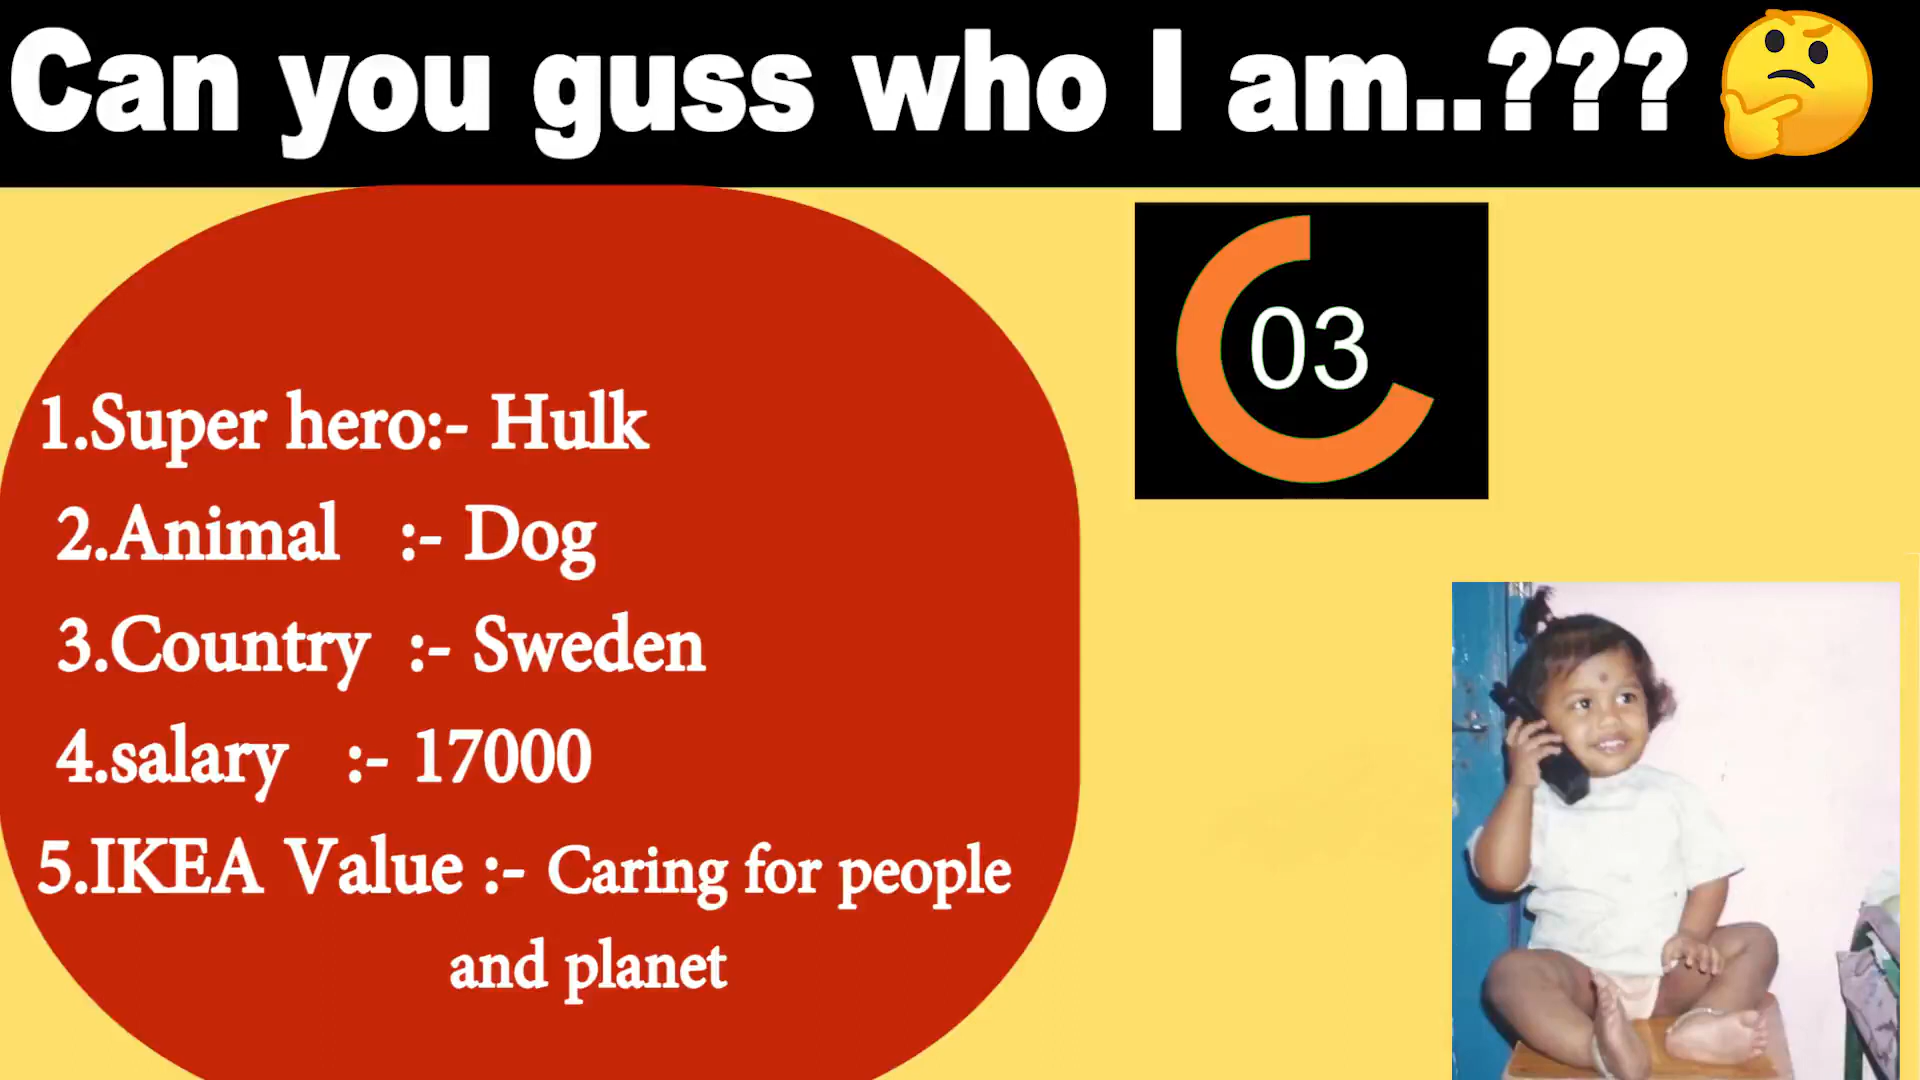 Can you guss who I am..???🤔
03
1.Super hero:- Hulk
2.Animal :- Dog
3.Country :- Sweden
4.salary :- 17000
5.IKEA Value :- Caring for people
and planet